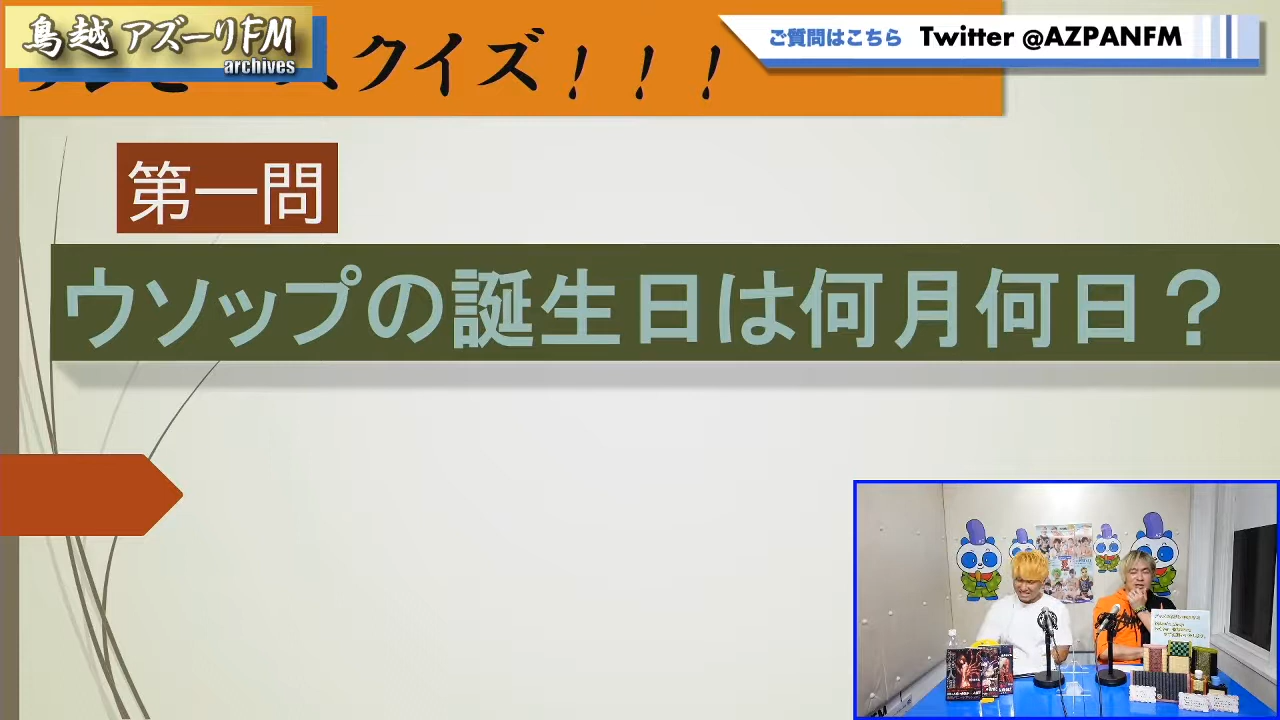 鳥越アズーリFM
archives
クイズ！！！
ご質問はこちら Twitter @AZPANFM
第一問
ウソップの誕生日は何月何日？